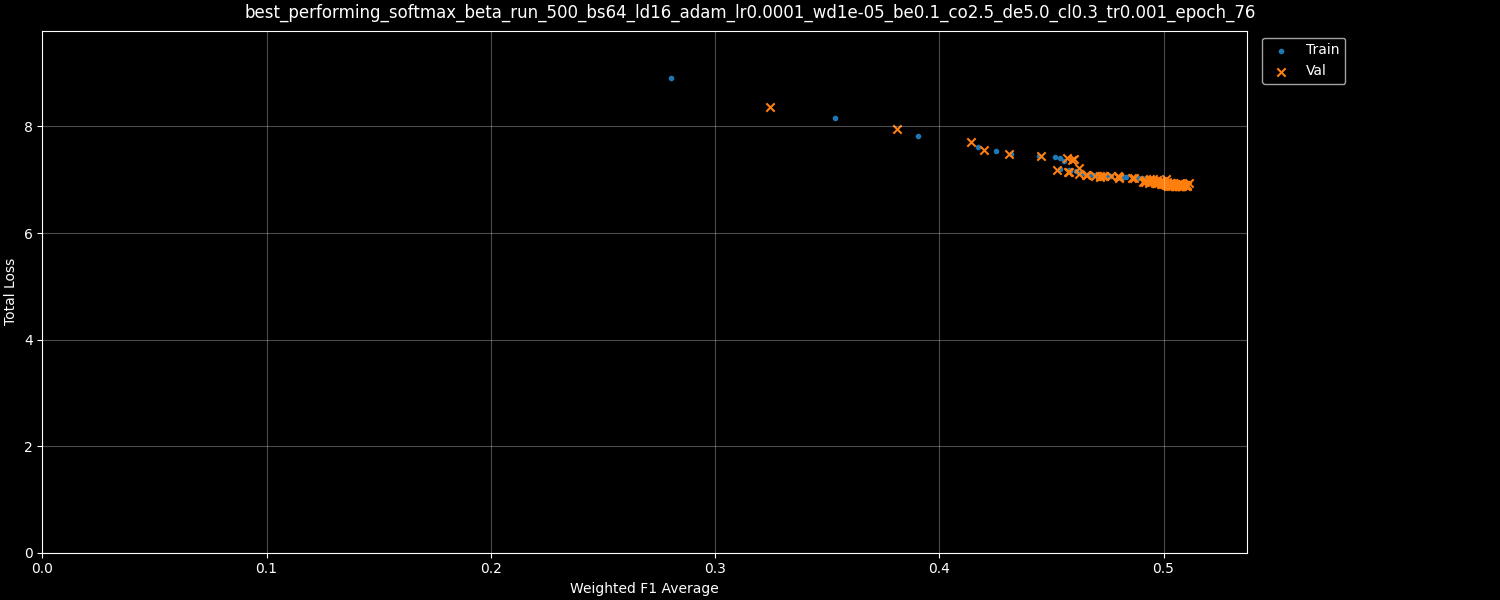 best_performing_softmax_beta_run_500_bs64_ld16_adam_lr0.0001_wd1e-05_be0.1_co2.5_de5.0_cl0.3_tr0.001_epoch_76
Train
Val
8
6
4
2
0
Total Loss
0.0 0.1 0.2 0.3 0.4 0.5
Weighted F1 Average